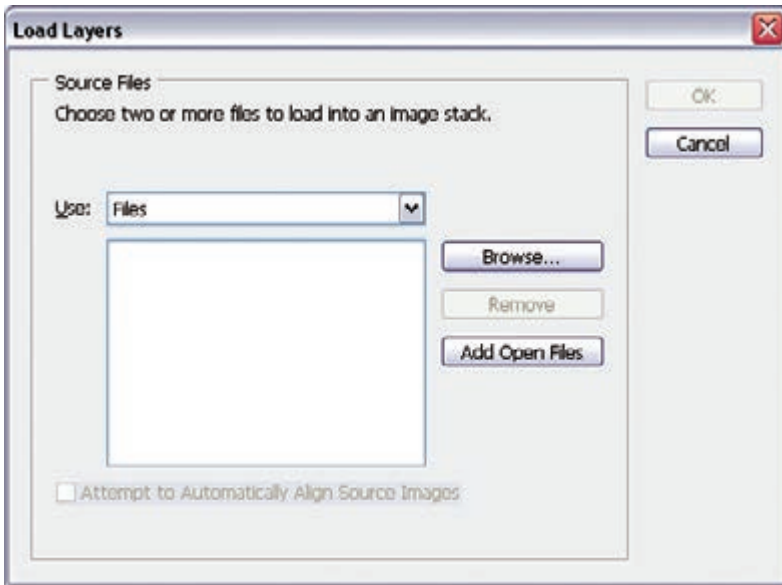 Load Layers
Source Files
Choose two or more files to load into an image stack.
OK
Cancel
Use: Files
Browse...
Remove
Add Open Files
Attempt to Automatically Align Source Images